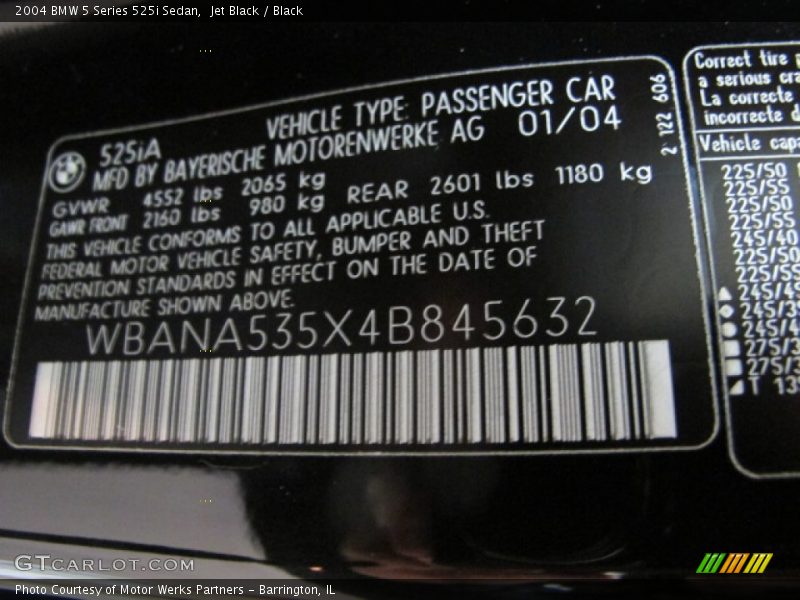 2004 BMW 5 Series 525i Sedan,  Jet Black / Black
525iA
VEHICLE TYPE: PASSENGER CAR
MFD BY BAYERISCHE MOTORENWERKE AG 01/04
GVWR 4552 lbs 2065 kg
GAWR FRONT 2160 lbs 980 kg REAR 2601 lbs 1180 kg
THIS VEHICLE CONFORMS TO ALL APPLICABLE U.S.
FEDERAL MOTOR VEHICLE SAFETY, BUMPER AND THEFT
PREVENTION STANDARDS IN EFFECT ON THE DATE OF
MANUFACTURE SHOWN ABOVE.
WBANA535X4B845632
2 122 606
Correct tire
a serious
La correcte
incorrecte
Vehicle
225/50
225/55
225/50
225/55
245/40
225/50
225/55
245/45
245/
245/4
275/3
275/3
T
GTCARLOT.COM
Photo Courtesy of Motor Werks Partners - Barrington, IL